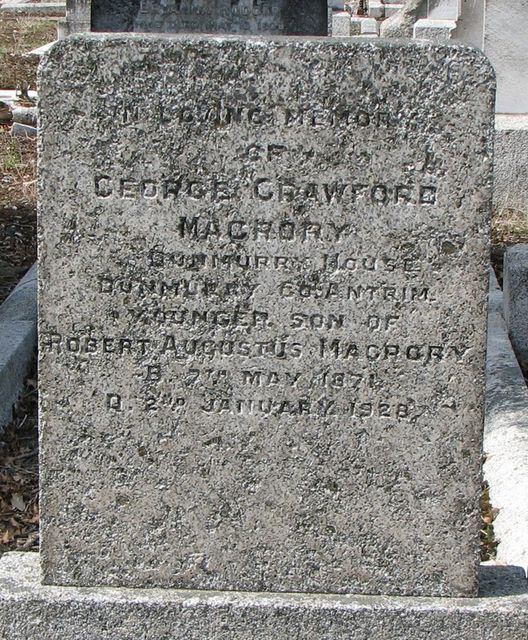 IN LOVING MEMORY
OF
GEORGE CRAWFORD
MACRORY
DUNMURRY HOUSE
DUNMURRY CO. ANTRIM.
YOUNGER SON OF
ROBERT AUGUSTUS MACRORY
B. 7TH MAY 1871
D. 2ND JANUARY 1928